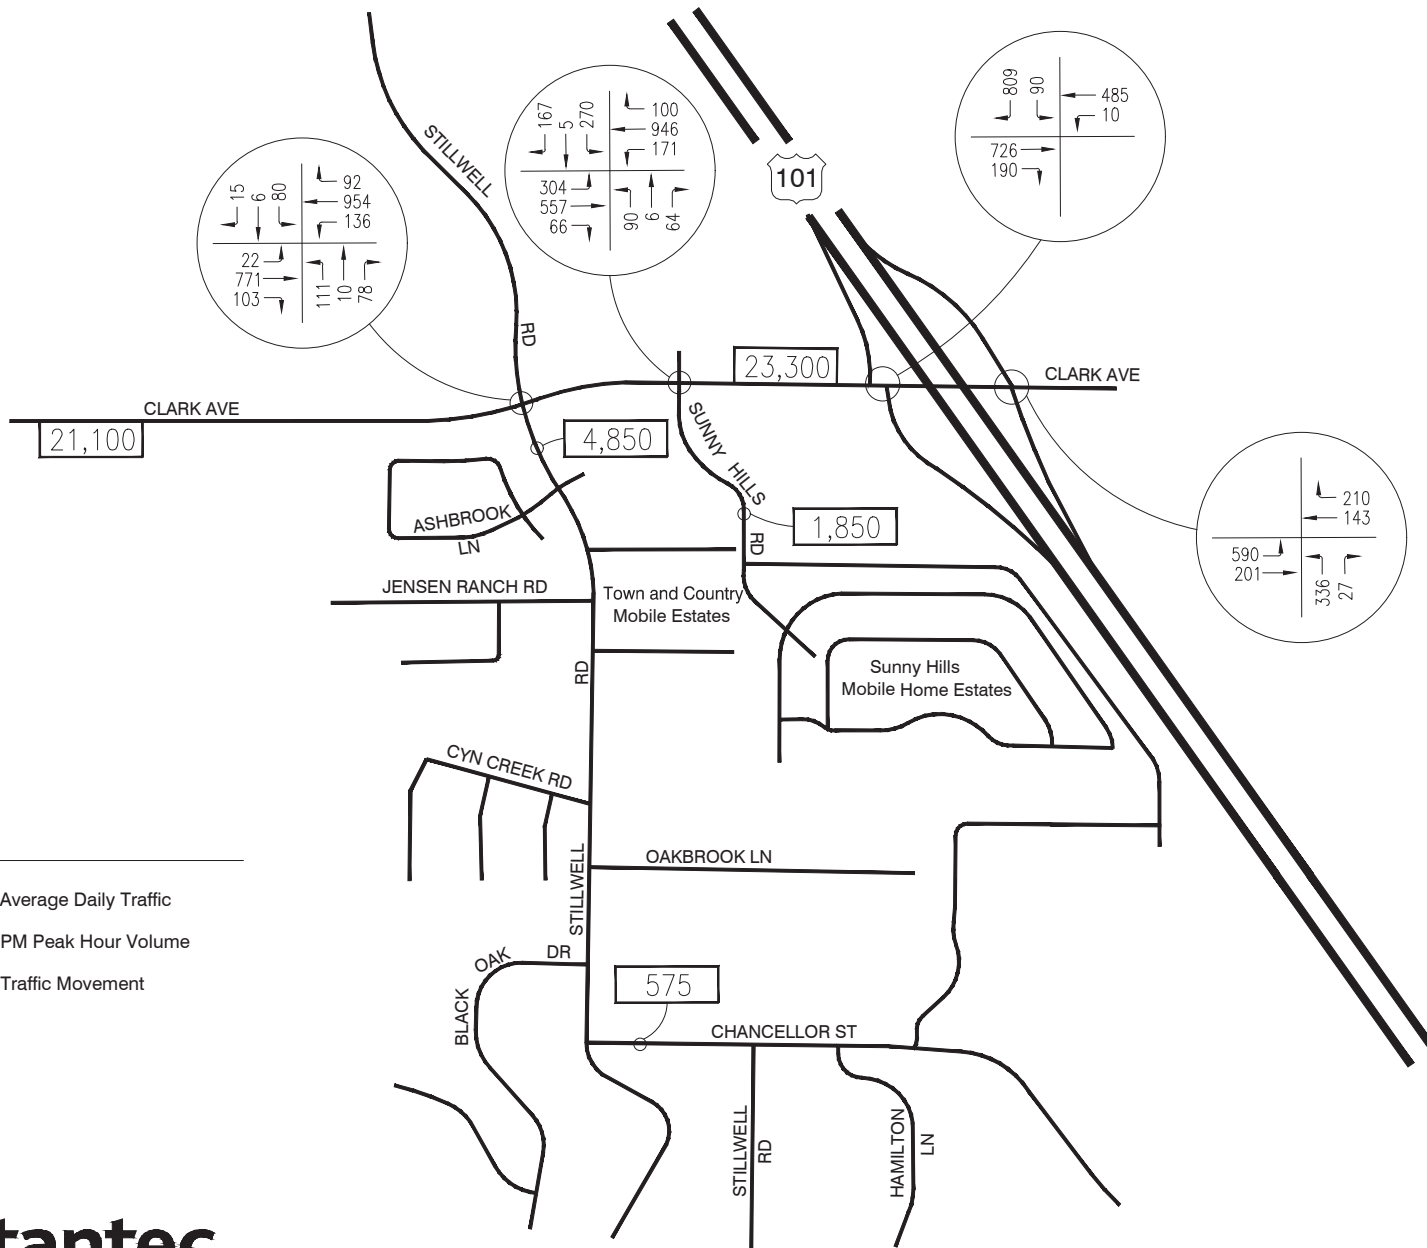 STILLWELL
RD
167
5
270
100
946
171
304
557
66
90
6
64
809
90
485
10
726
190
101
15
6
80
92
954
136
22
771
103
111
10
78
CLARK AVE
23,300
CLARK AVE
21,100
4,850
SUNNY HILLS
RD
1,850
ASHBROOK
LN
210
143
590
201
336
27
JENSEN RANCH RD
Town and Country
Mobile Estates
RD
Sunny Hills
Mobile Home Estates
CYN CREEK RD
STILLWELL
OAKBROOK LN
Average Daily Traffic
PM Peak Hour Volume
Traffic Movement
BLACK OAK DR
575
CHANCELLOR ST
STILLWELL
RD
HAMILTON
LN
tantec